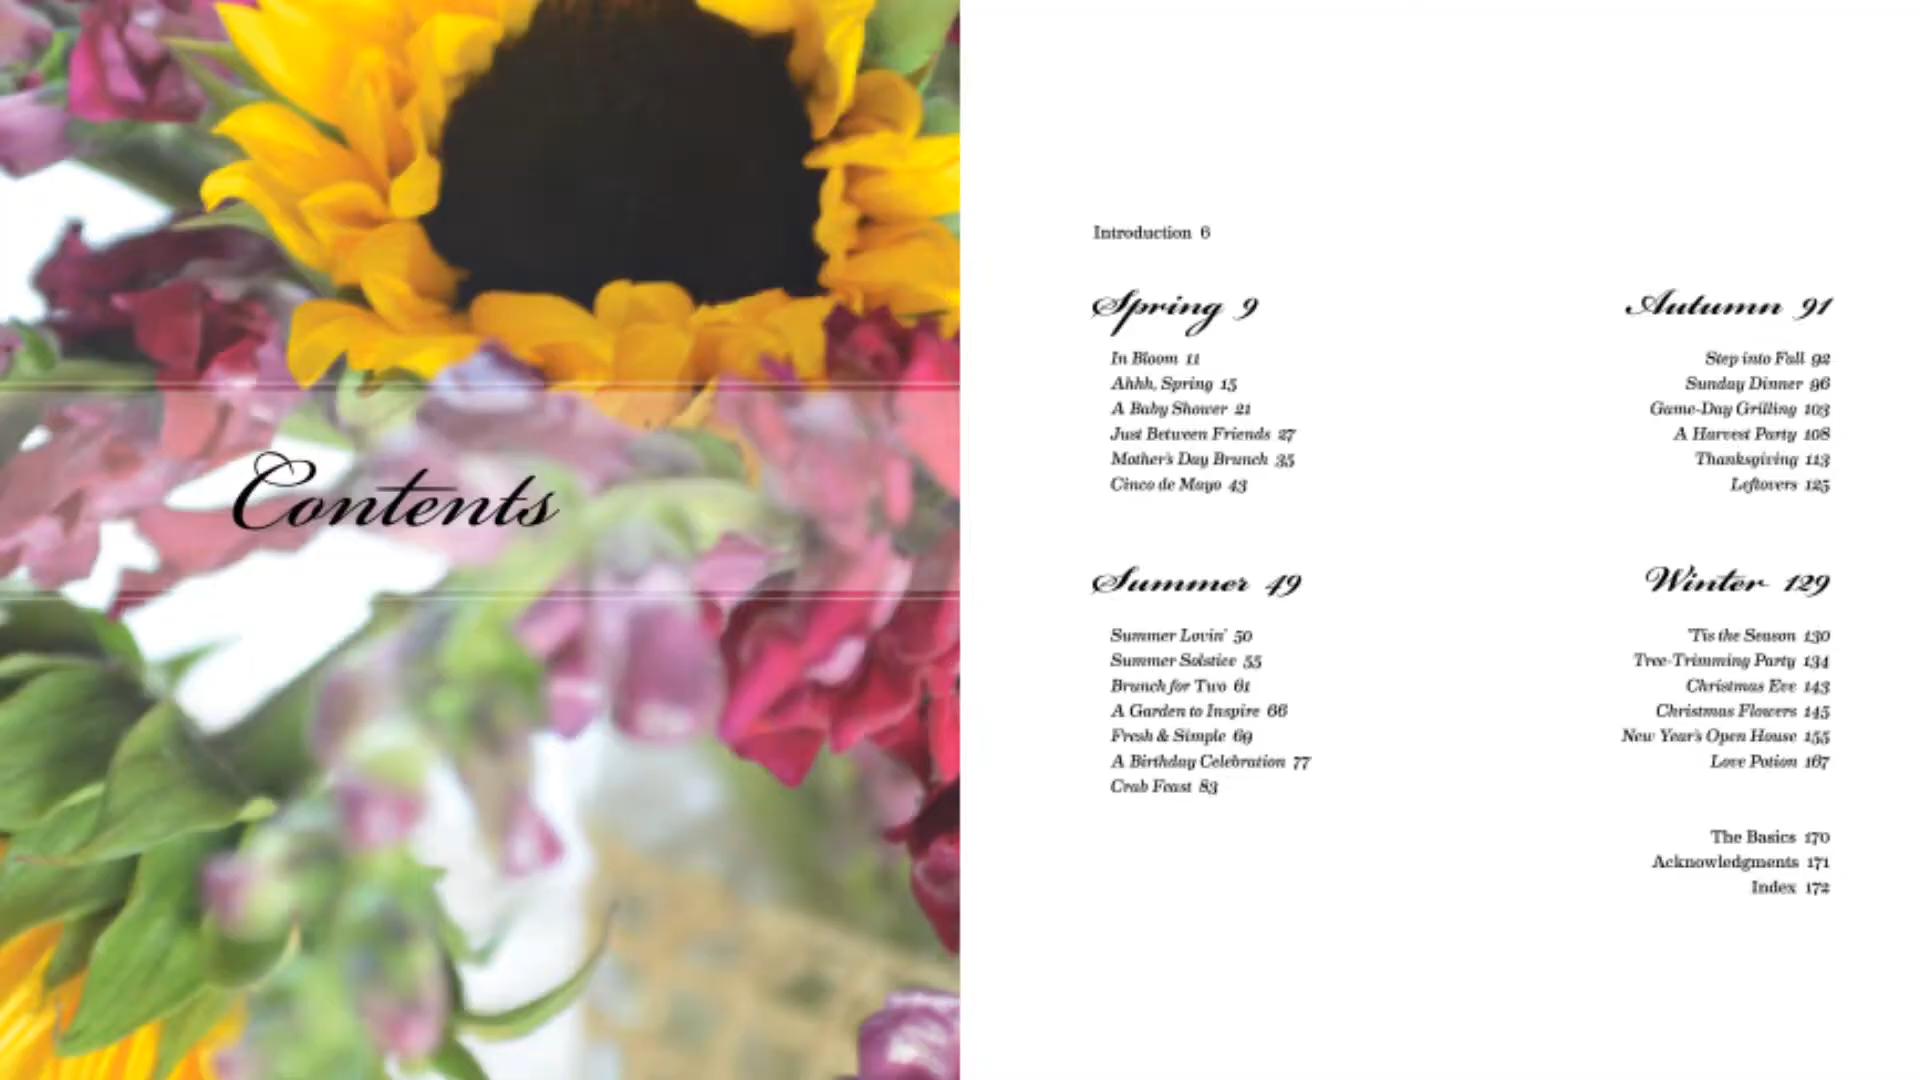 Contents
Introduction 6
Spring 9
In Bloom 11
Ahhh, Spring 15
A Baby Shower 21
Just Between Friends 27
Mother's Day Brunch 35
Cinco de Mayo 43
Summer 49
Summer Lovin' 50
Summer Solstice 55
Brunch for Two 61
A Garden to Inspire 66
Fresh & Simple 69
A Birthday Celebration 77
Crab Feast 83
Autumn 91
Step into Fall 92
Sunday Dinner 96
Game-Day Grilling 103
A Harvest Party 108
Thanksgiving 113
Leftovers 125
Winter 129
'Tis the Season 130
Tree-Trimming Party 134
Christmas Eve 143
Christmas Flowers 145
New Year's Open House 155
Love Potion 167
The Basics 170
Acknowledgments 171
Index 172